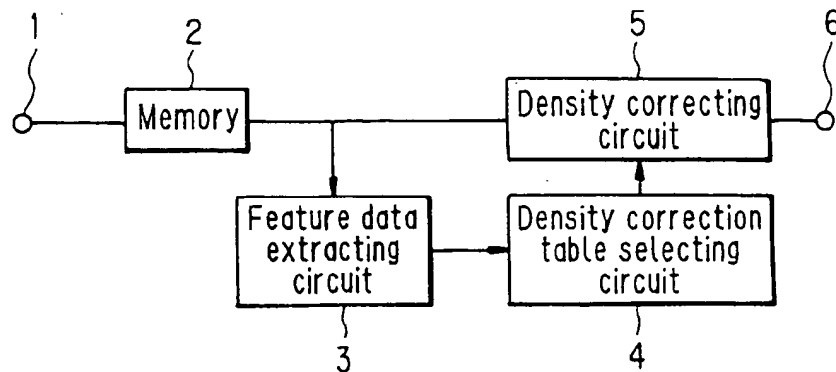 1
2
5
6
Memory
Density correcting
circuit
Feature data
extracting
circuit
Density correction
table selecting
circuit
3
4